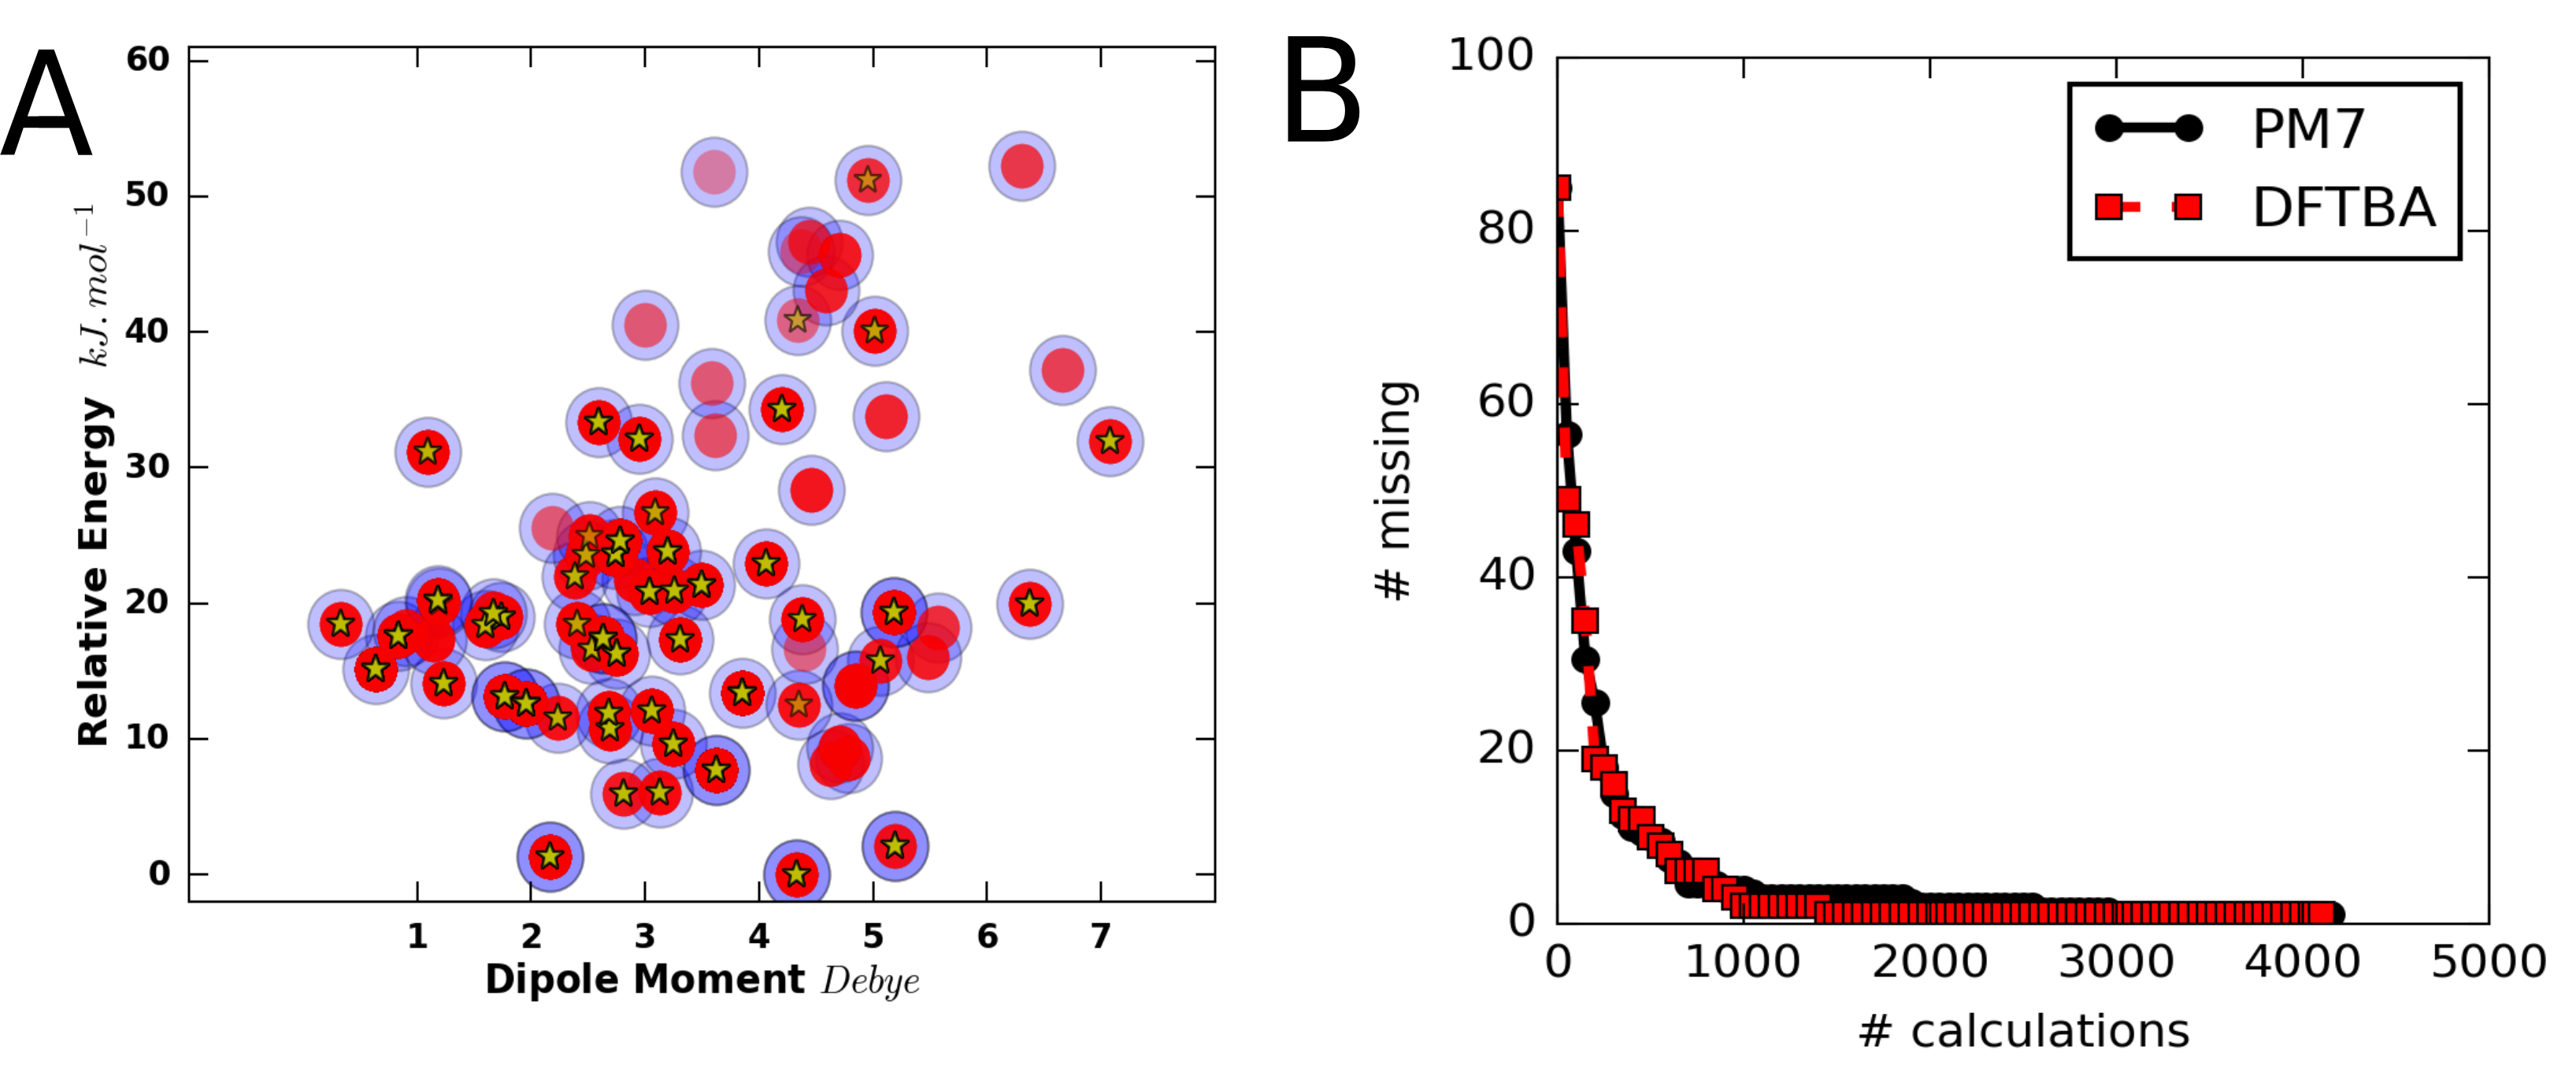 A
60
50
40
30
20
10
0
Relative Energy kJ.mol⁻¹
1 2 3 4 5 6 7
Dipole Moment Debye
B
100
80
60
40
20
0
# missing
PM7
DFTBA
0 1000 2000 3000 4000 5000
# calculations